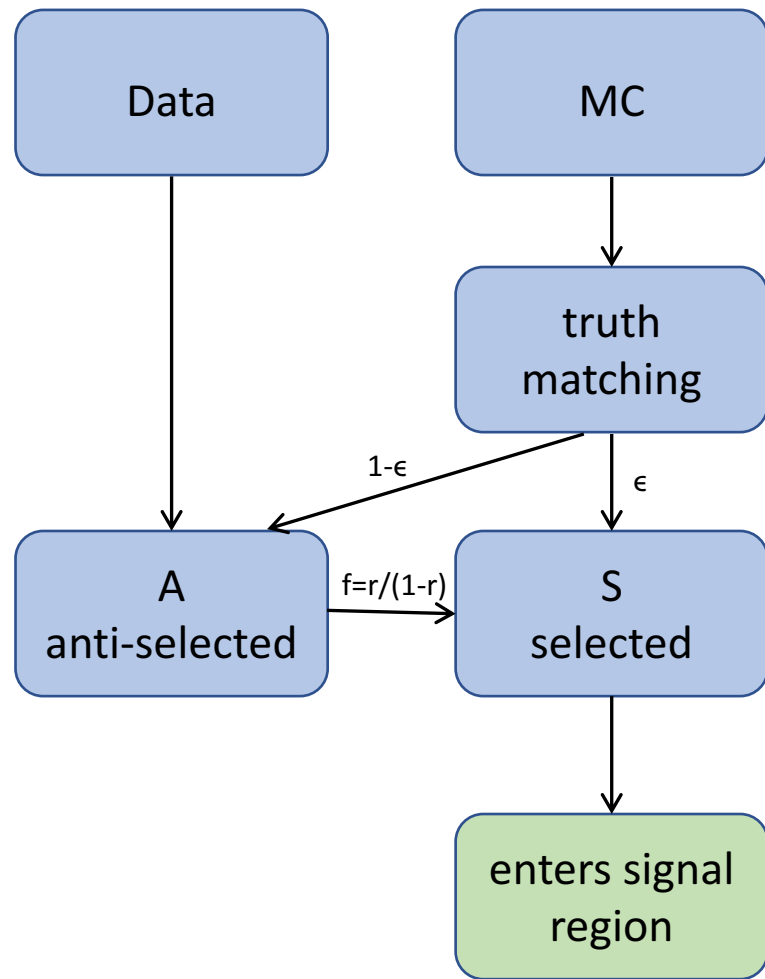 Data
MC
truth
matching
1-ϵ
ϵ
A
anti-selected
f=r/(1-r)
S
selected
enters signal
region